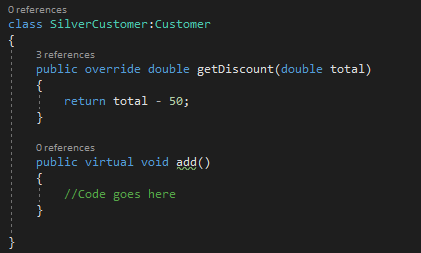 0 references
class SilverCustomer:Customer
{
3 references
public override double getDiscount(double total)
{
return total - 50;
}
0 references
public virtual void add()
{
//Code goes here
}
}